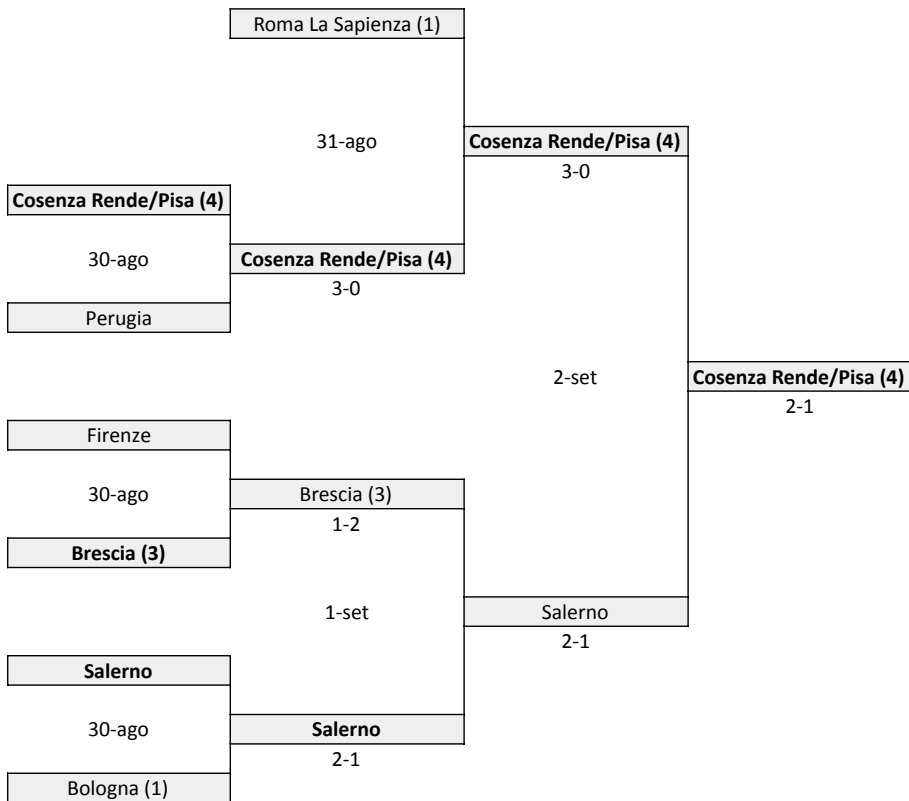 Roma La Sapienza (1)
31-ago
Cosenza Rende/Pisa (4)
3-0
Cosenza Rende/Pisa (4)
30-ago
Cosenza Rende/Pisa (4)
3-0
Perugia
2-set
Cosenza Rende/Pisa (4)
2-1
Firenze
30-ago
Brescia (3)
1-2
Brescia (3)
1-set
Salerno
2-1
Salerno
30-ago
Salerno
2-1
Bologna (1)